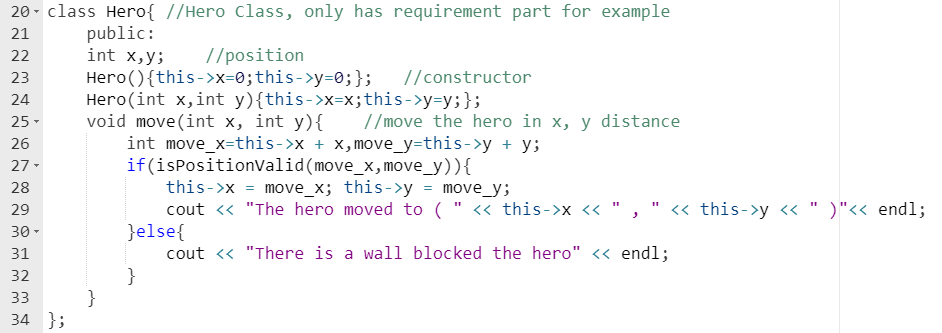 20 class Hero{ //Hero Class, only has requirement part for example
21     public:
22     int x,y;    //position
23     Hero(){this->x=0;this->y=0;};   //constructor
24     Hero(int x,int y){this->x=x;this->y=y;};
25     void move(int x, int y){    //move the hero in x, y distance
26         int move_x=this->x + x,move_y=this->y + y;
27         if(isPositionValid(move_x,move_y)){
28             this->x = move_x; this->y = move_y;
29             cout << "The hero moved to ( " << this->x << " , " << this->y << " )"<< endl;
30         }else{
31             cout << "There is a wall blocked the hero" << endl;
32         }
33     }
34 };